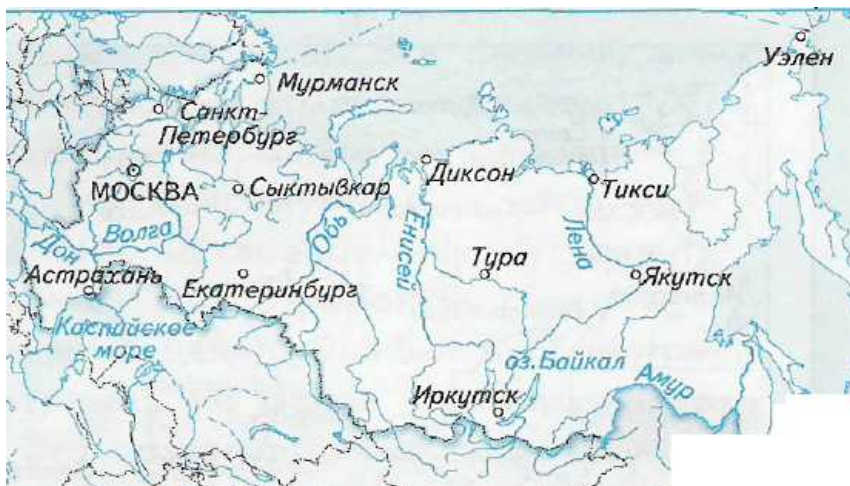 Уэлен
Мурманск
Санкт-
Петербург
Диксон
МОСКВА
Сыктывкар
Тикси
Обь
Енисей
Лена
Волга
Дон
Тура
Астрахань
Екатеринбург
Якутск
Каспийское
море
оз. Байкал
Амур
Иркутск